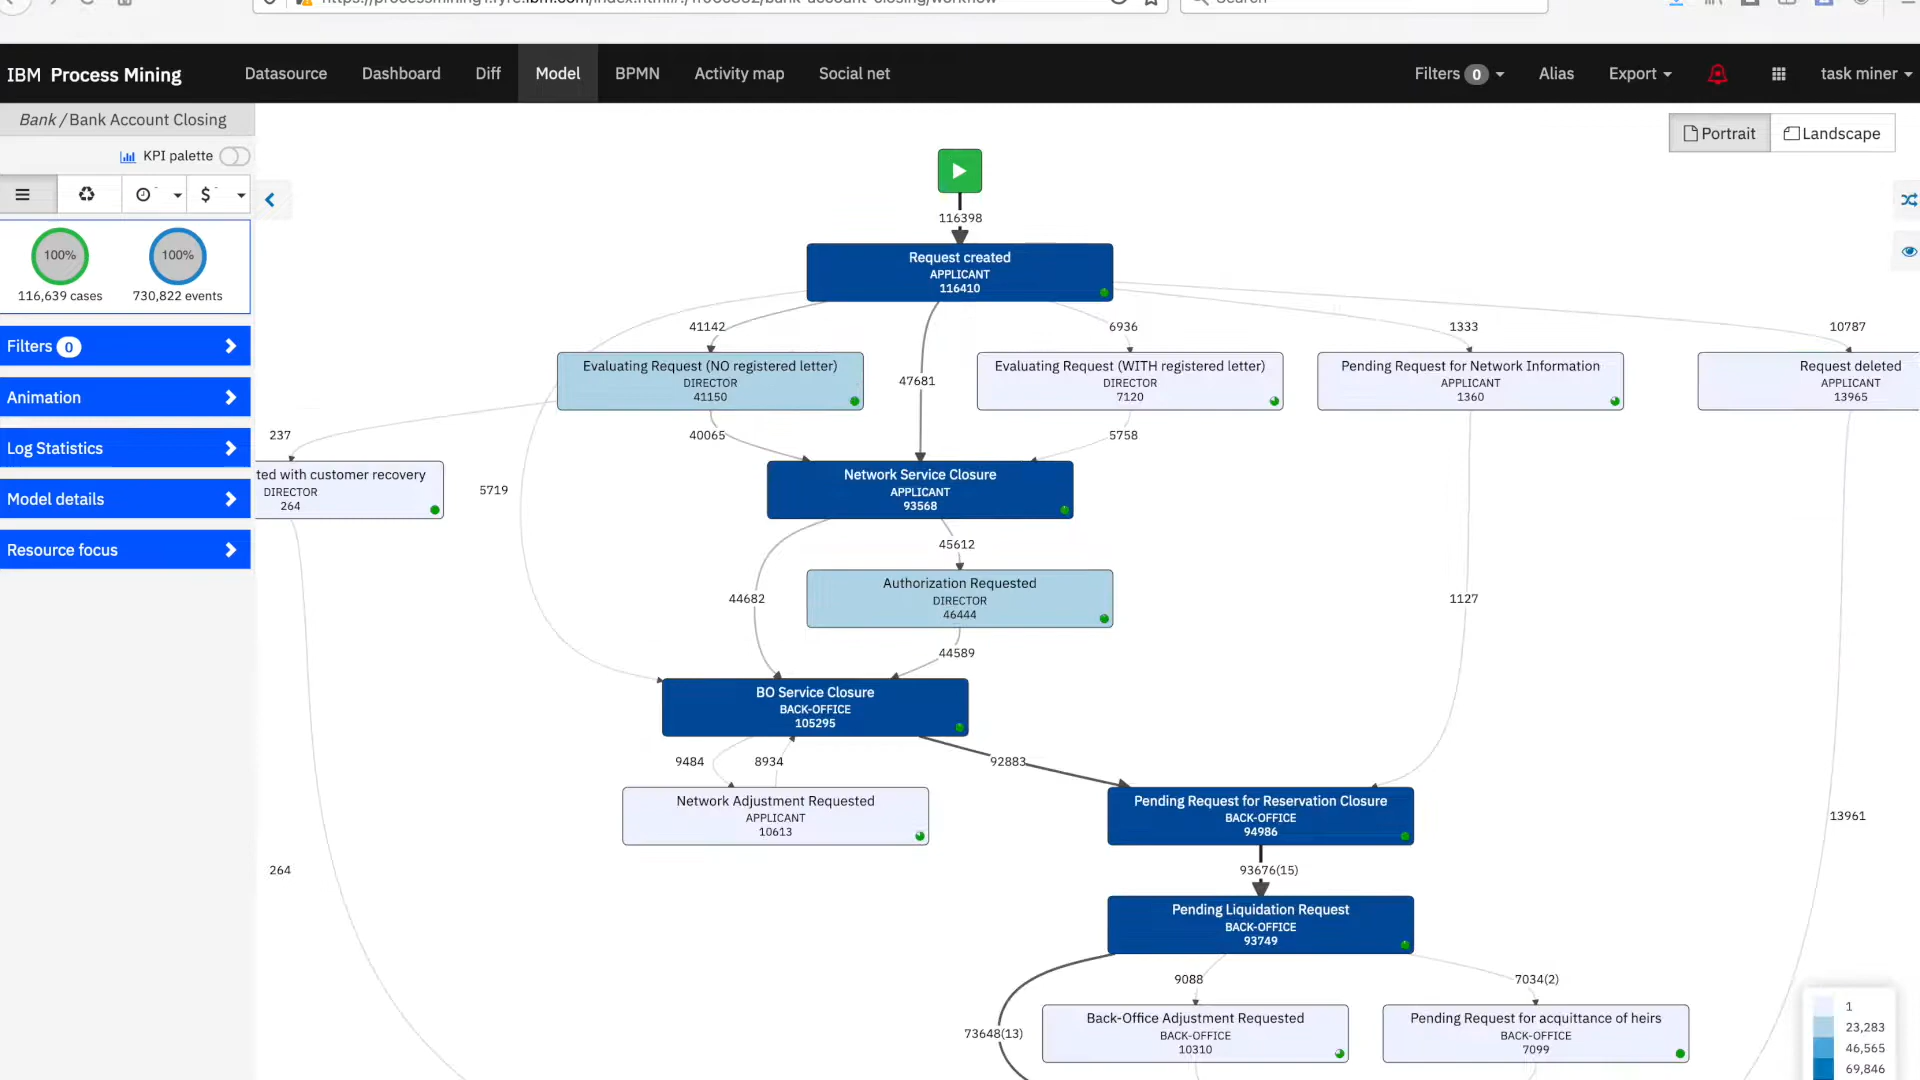 IBM Process Mining
Datasource
Dashboard
Diff
Model
BPMN
Activity map
Social net
Filters 0
Alias
Export
task miner
Bank / Bank Account Closing
KPI palette
Portrait
Landscape
$
100%
100%
116,639 cases
730,822 events
Filters 0
Animation
Log Statistics
Model details
Resource focus
116398
Request created
APPLICANT
116410
41142
47681
6936
1333
10787
Evaluating Request (NO registered letter)
DIRECTOR
41150
Evaluating Request (WITH registered letter)
DIRECTOR
7120
Pending Request for Network Information
APPLICANT
1360
Request deleted
APPLICANT
13965
237
40065
5758
ted with customer recovery
DIRECTOR
264
5719
Network Service Closure
APPLICANT
93568
45612
44682
Authorization Requested
DIRECTOR
46444
1127
44589
BO Service Closure
BACK-OFFICE
105295
9484
8934
92883
Network Adjustment Requested
APPLICANT
10613
Pending Request for Reservation Closure
BACK-OFFICE
94986
13961
264
93676(15)
Pending Liquidation Request
BACK-OFFICE
93749
9088
7034(2)
73648(13)
Back-Office Adjustment Requested
BACK-OFFICE
10310
Pending Request for acquittance of heirs
BACK-OFFICE
7099
1
23,283
46,565
69,846